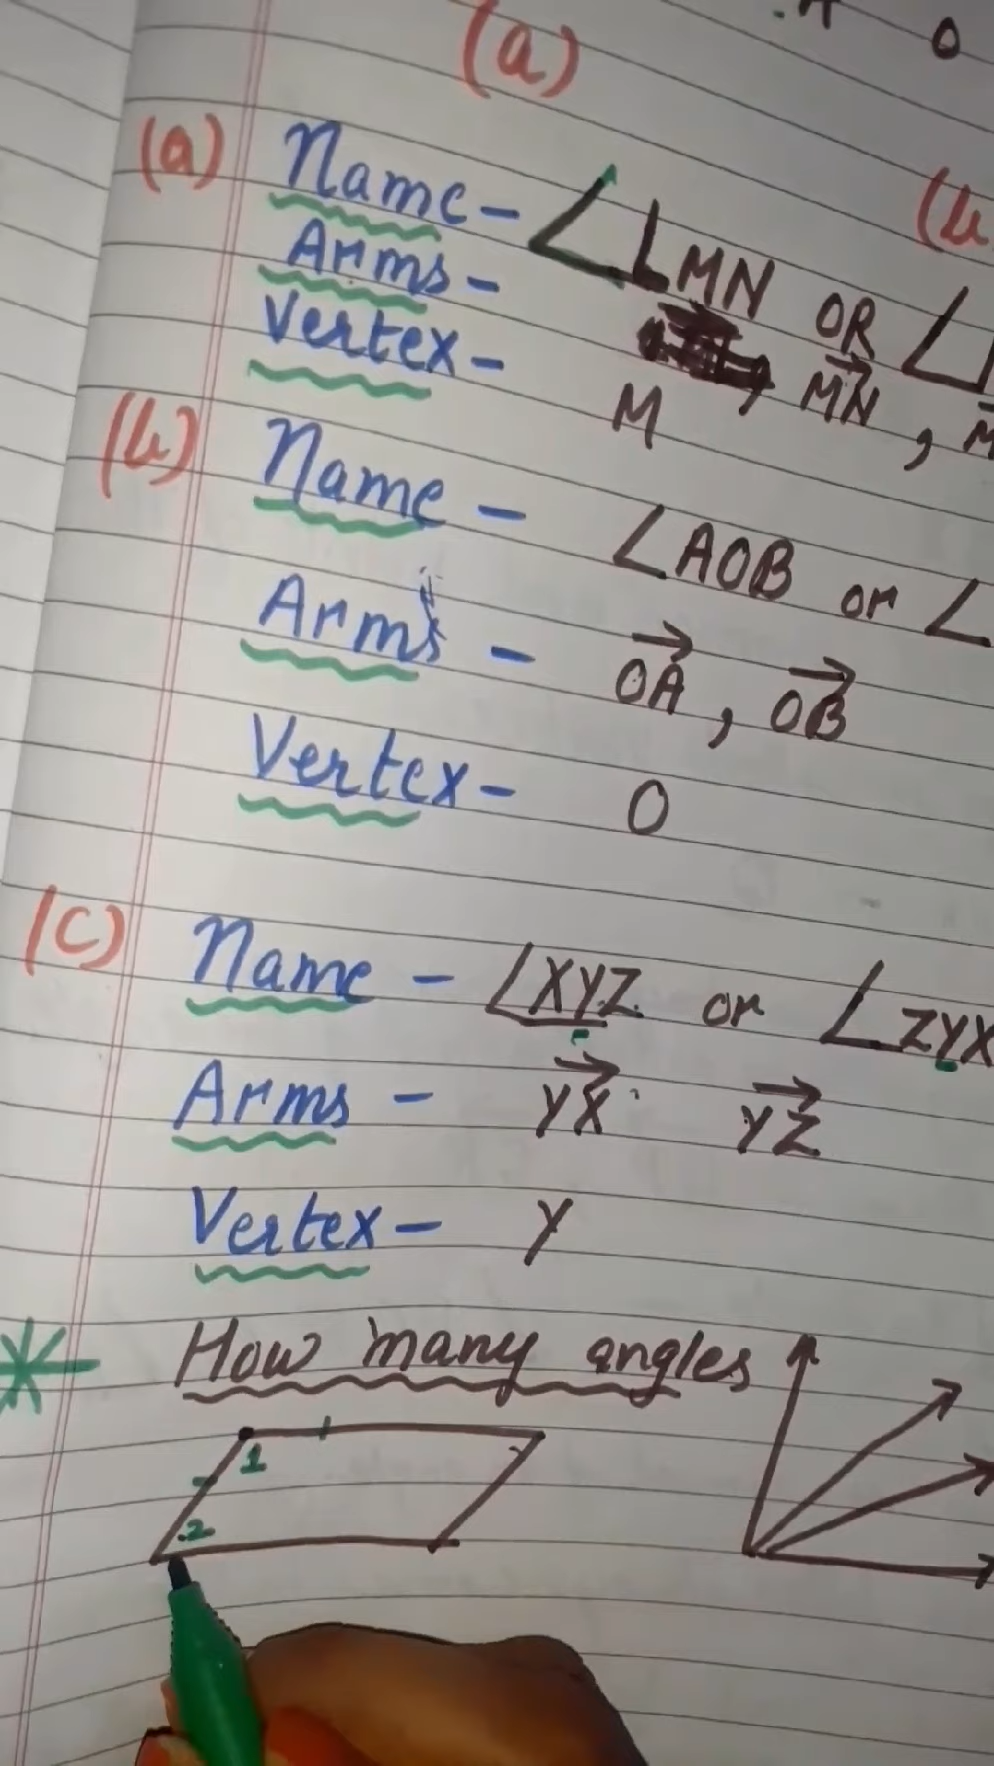 (a)
O
(a) Name - ∠LMN OR ∠
Arms - , MN ,
Vertex - M
(b) Name - ∠AOB or ∠
Arms - OA , OB
Vertex - O
(C) Name - ∠XYZ or ∠ZYX
Arms - YX YZ
Vertex - Y
How many angles
1
2